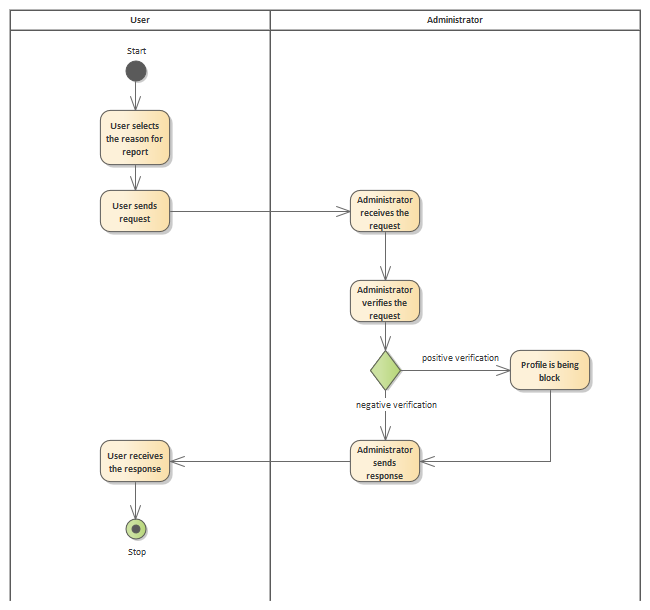 User
Administrator
Start
User selects
the reason for
report
User sends
request
Administrator
receives the
request
Administrator
verifies the
request
positive verification
Profile is being
block
negative verification
User receives
the response
Administrator
sends
response
Stop